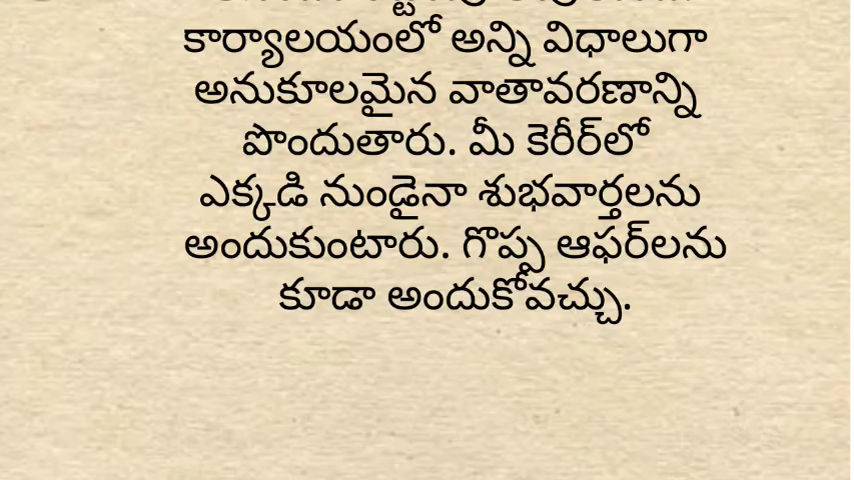 కార్యాలయంలో అన్ని విధాలుగా
అనుకూలమైన వాతావరణాన్ని
పొందుతారు. మీ కెరీర్‌లో
ఎక్కడి నుండైనా శుభవార్తలను
అందుకుంటారు. గొప్ప ఆఫర్‌లను
కూడా అందుకోవచ్చు.